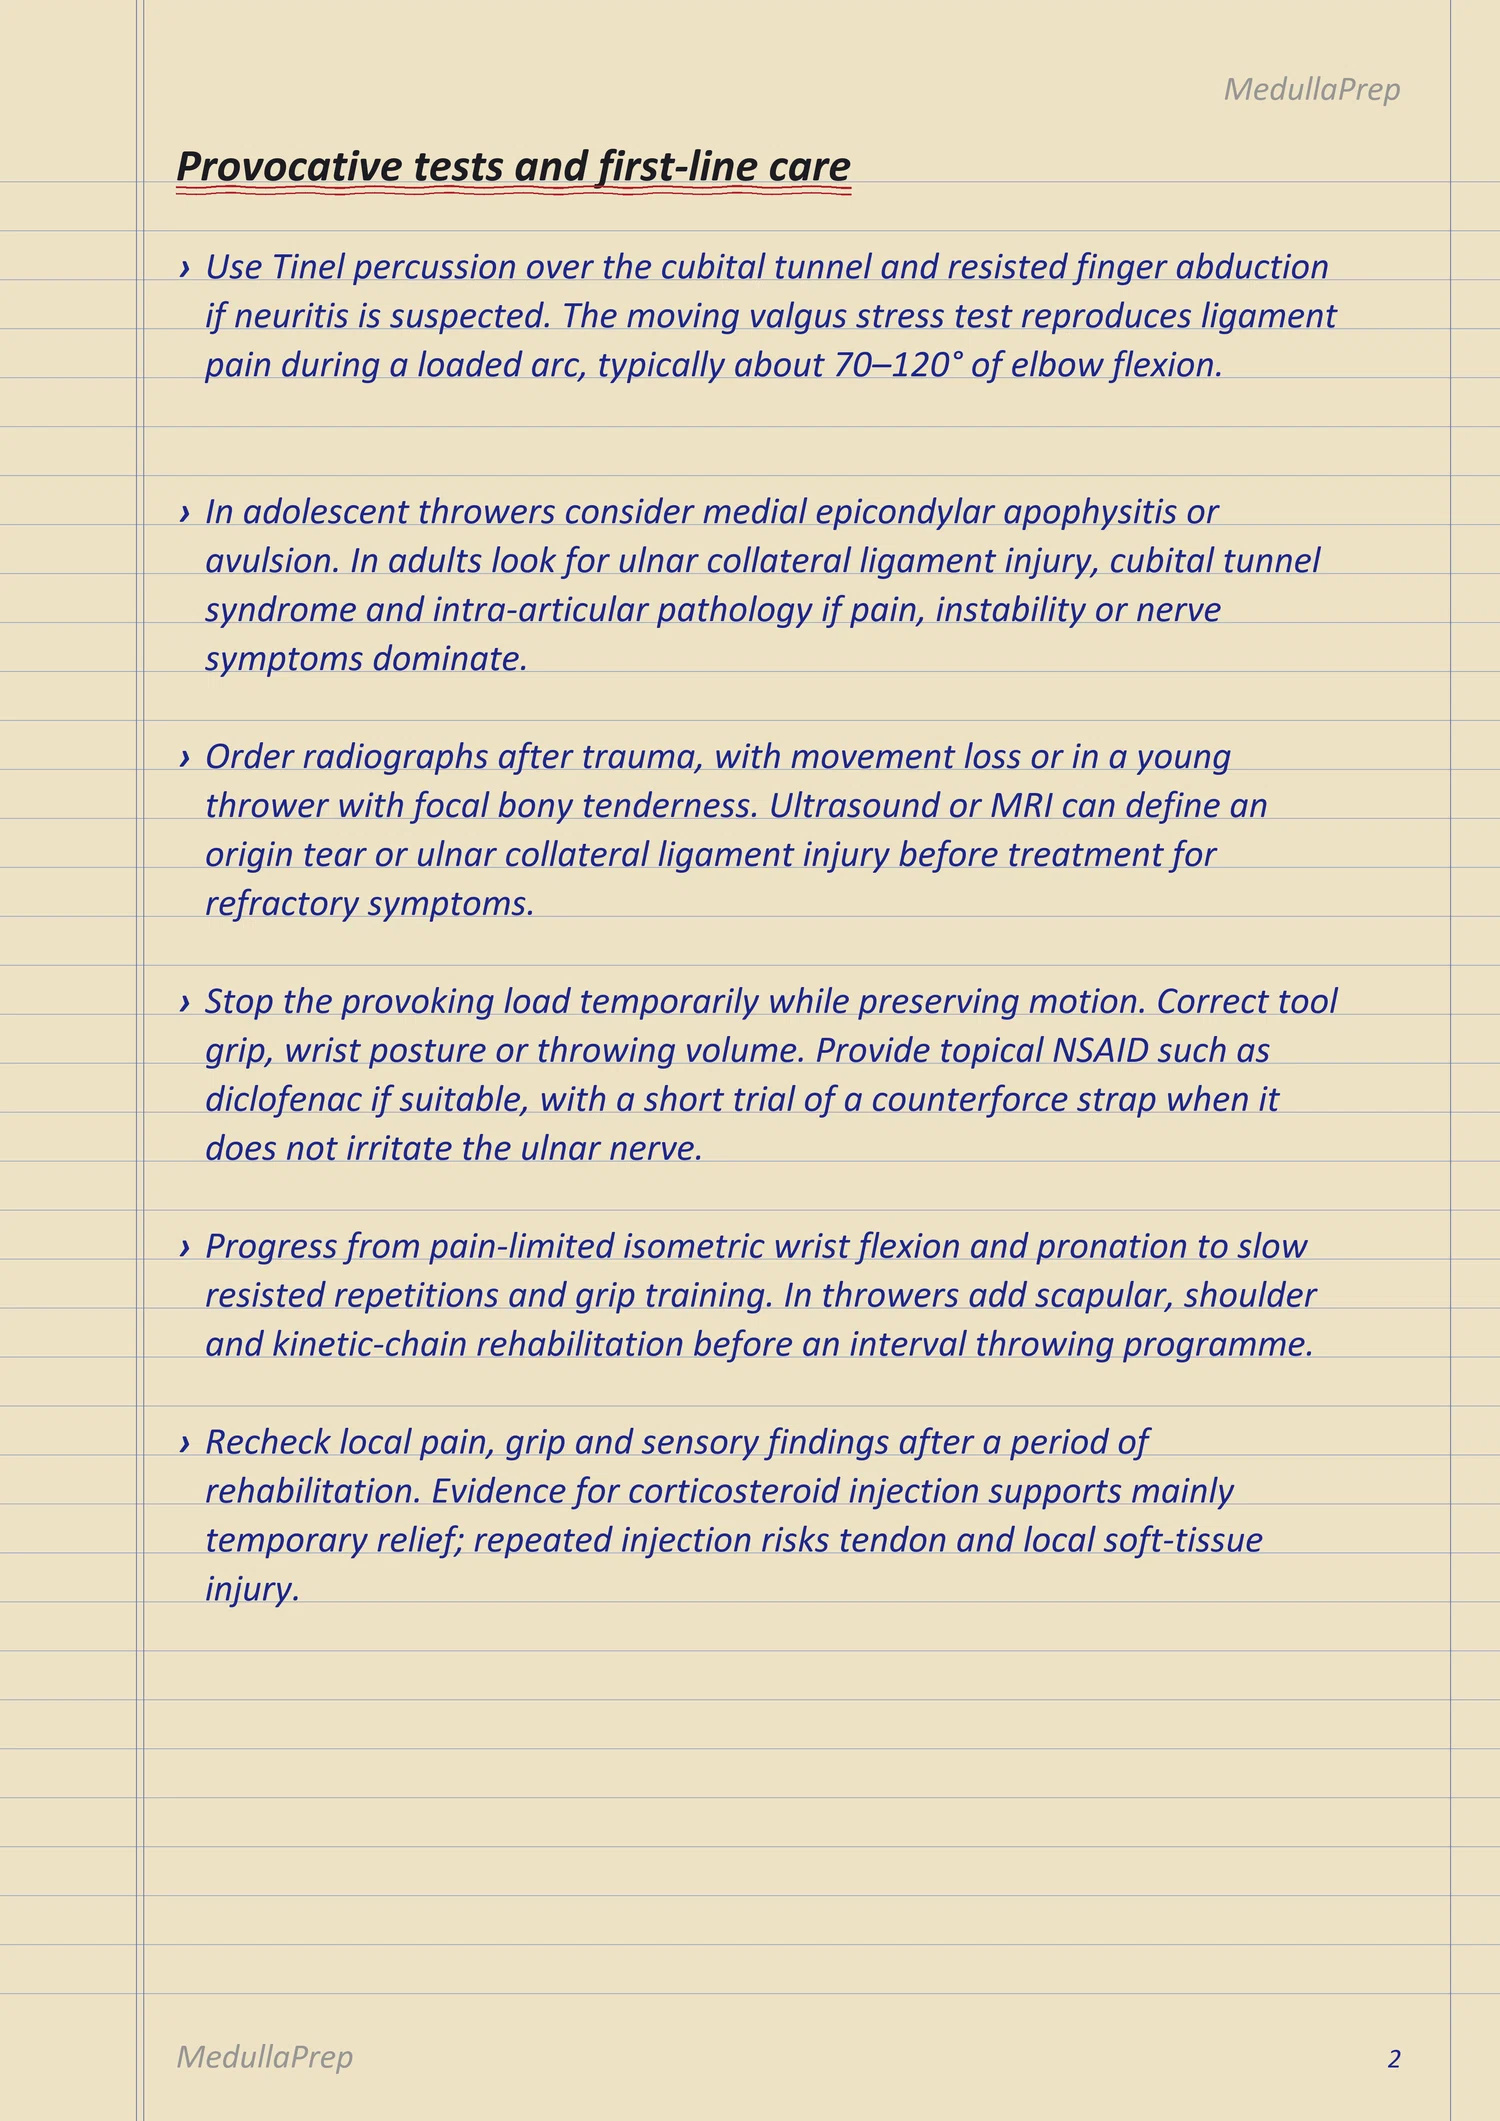 MedullaPrep
Provocative tests and first-line care
› Use Tinel percussion over the cubital tunnel and resisted finger abduction
if neuritis is suspected. The moving valgus stress test reproduces ligament
pain during a loaded arc, typically about 70–120° of elbow flexion.
› In adolescent throwers consider medial epicondylar apophysitis or
avulsion. In adults look for ulnar collateral ligament injury, cubital tunnel
syndrome and intra-articular pathology if pain, instability or nerve
symptoms dominate.
› Order radiographs after trauma, with movement loss or in a young
thrower with focal bony tenderness. Ultrasound or MRI can define an
origin tear or ulnar collateral ligament injury before treatment for
refractory symptoms.
› Stop the provoking load temporarily while preserving motion. Correct tool
grip, wrist posture or throwing volume. Provide topical NSAID such as
diclofenac if suitable, with a short trial of a counterforce strap when it
does not irritate the ulnar nerve.
› Progress from pain-limited isometric wrist flexion and pronation to slow
resisted repetitions and grip training. In throwers add scapular, shoulder
and kinetic-chain rehabilitation before an interval throwing programme.
› Recheck local pain, grip and sensory findings after a period of
rehabilitation. Evidence for corticosteroid injection supports mainly
temporary relief; repeated injection risks tendon and local soft-tissue
injury.
MedullaPrep
2